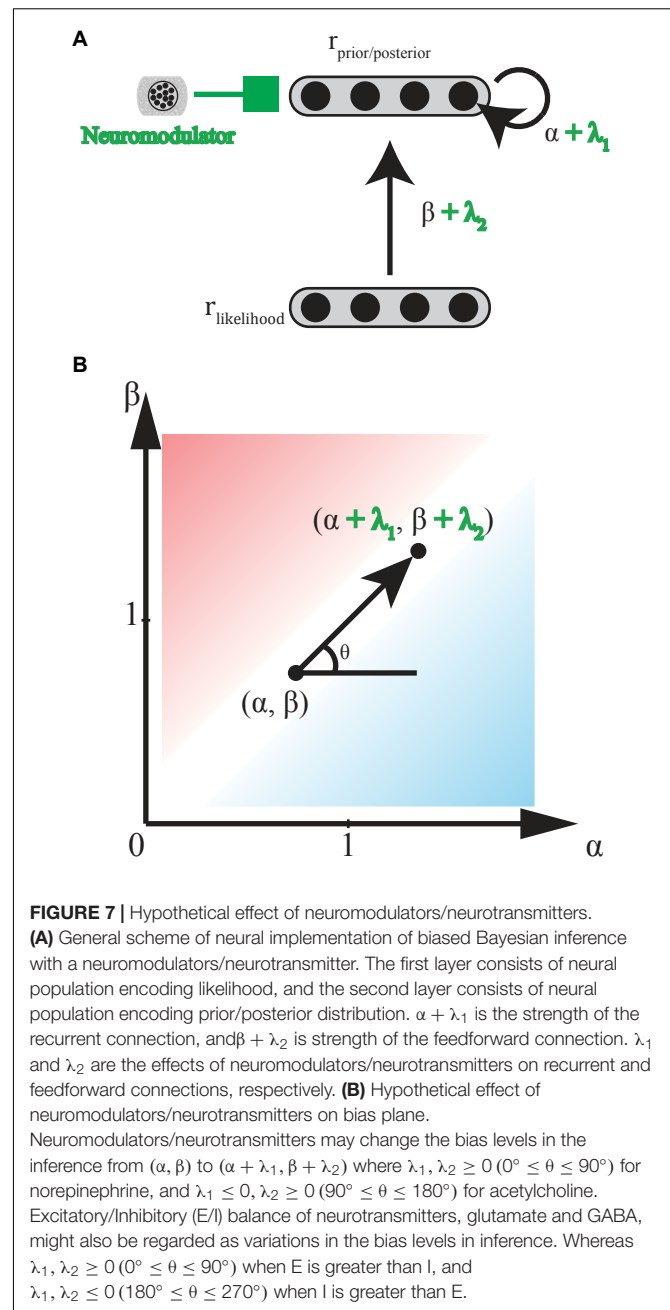 A
r_prior/posterior
Neuromodulator
α + λ₁
β + λ₂
r_likelihood
B
β
(α + λ₁, β + λ₂)
1
θ
(α, β)
0
1
α
FIGURE 7 | Hypothetical effect of neuromodulators/neurotransmitters.
(A) General scheme of neural implementation of biased Bayesian inference
with a neuromodulators/neurotransmitter. The first layer consists of neural
population encoding likelihood, and the second layer consists of neural
population encoding prior/posterior distribution. α + λ₁ is the strength of the
recurrent connection, andβ + λ₂ is strength of the feedforward connection. λ₁
and λ₂ are the effects of neuromodulators/neurotransmitters on recurrent and
feedforward connections, respectively. (B) Hypothetical effect of
neuromodulators/neurotransmitters on bias plane.
Neuromodulators/neurotransmitters may change the bias levels in the
inference from (α, β) to (α + λ₁, β + λ₂) where λ₁, λ₂ ≥ 0 (0° ≤ θ ≤ 90°) for
norepinephrine, and λ₁ ≤ 0, λ₂ ≥ 0 (90° ≤ θ ≤ 180°) for acetylcholine.
Excitatory/Inhibitory (E/I) balance of neurotransmitters, glutamate and GABA,
might also be regarded as variations in the bias levels in inference. Whereas
λ₁, λ₂ ≥ 0 (0° ≤ θ ≤ 90°) when E is greater than I, and
λ₁, λ₂ ≤ 0 (180° ≤ θ ≤ 270°) when I is greater than E.